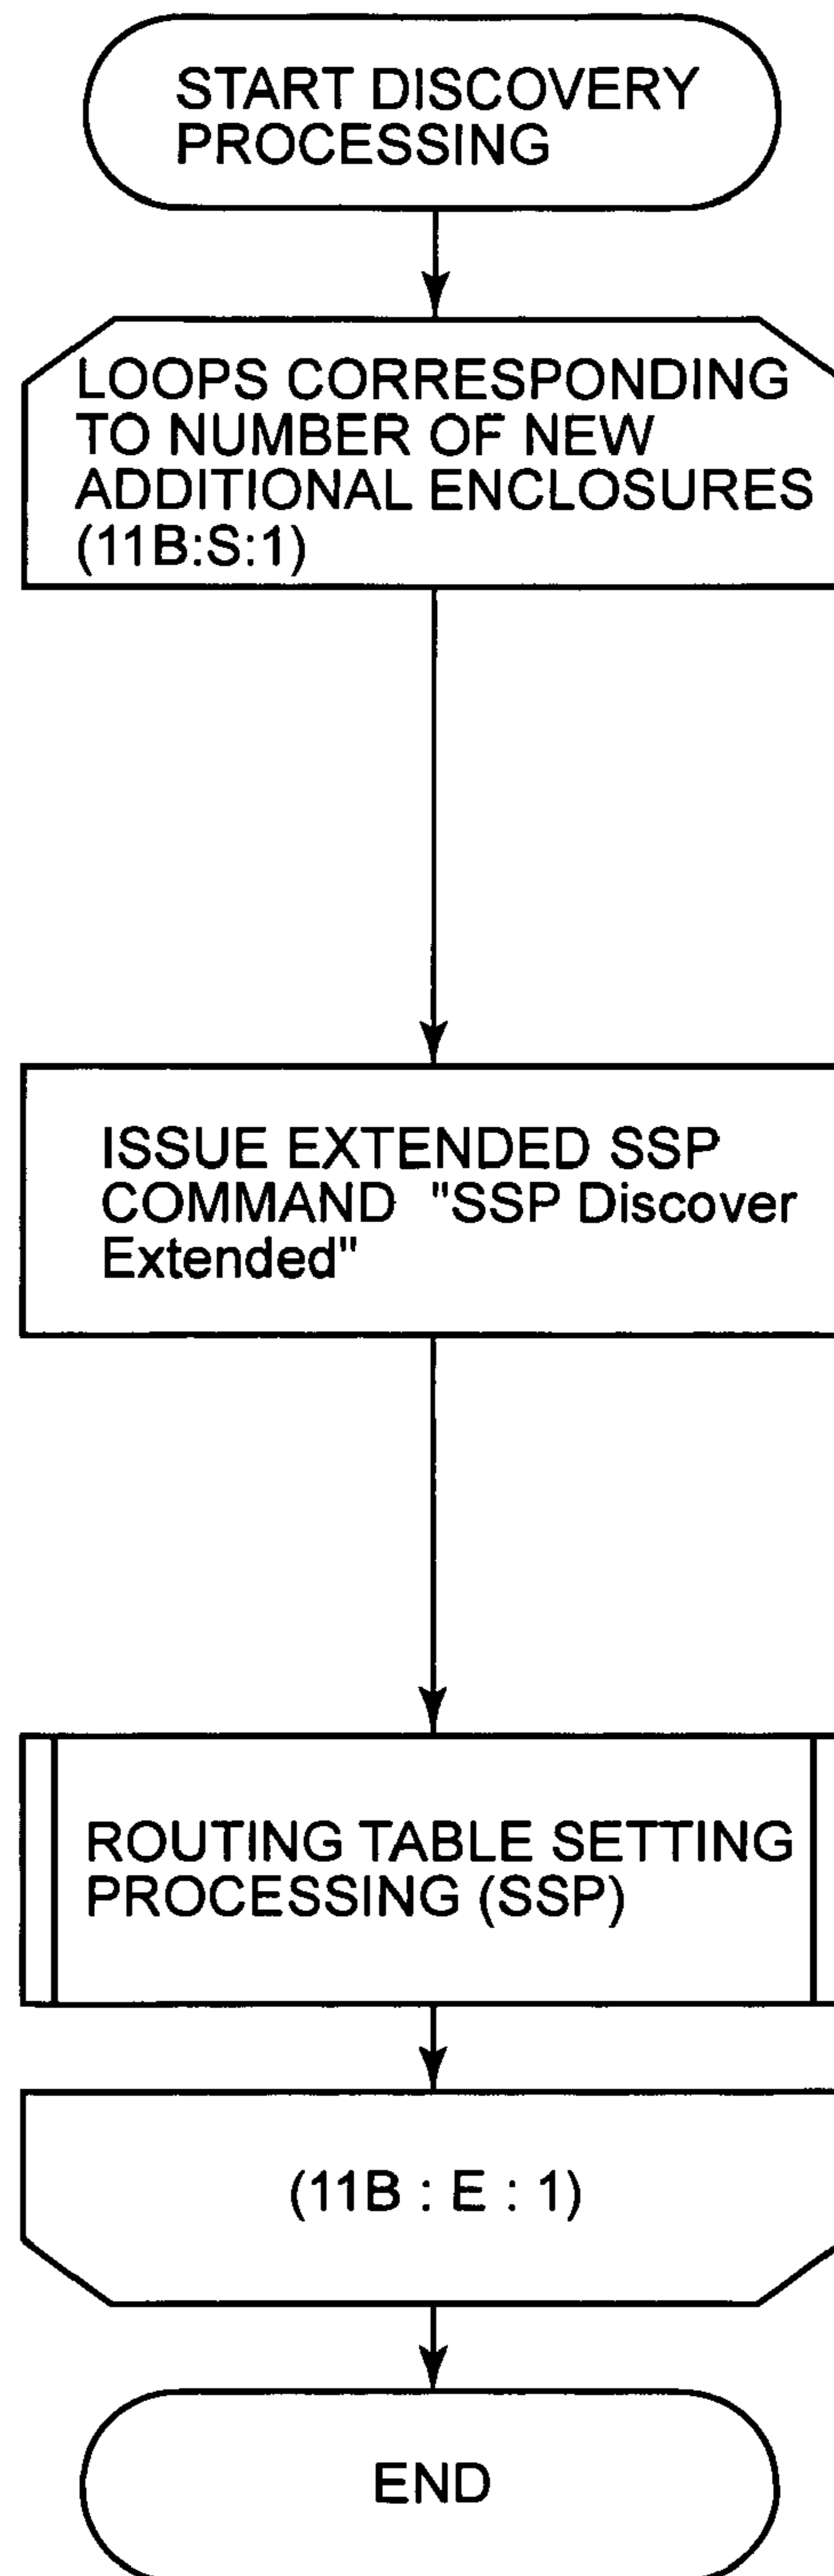 START DISCOVERY
PROCESSING
LOOPS CORRESPONDING
TO NUMBER OF NEW
ADDITIONAL ENCLOSURES
(11B:S:1)
ISSUE EXTENDED SSP
COMMAND "SSP Discover
Extended"
ROUTING TABLE SETTING
PROCESSING (SSP)
(11B : E : 1)
END